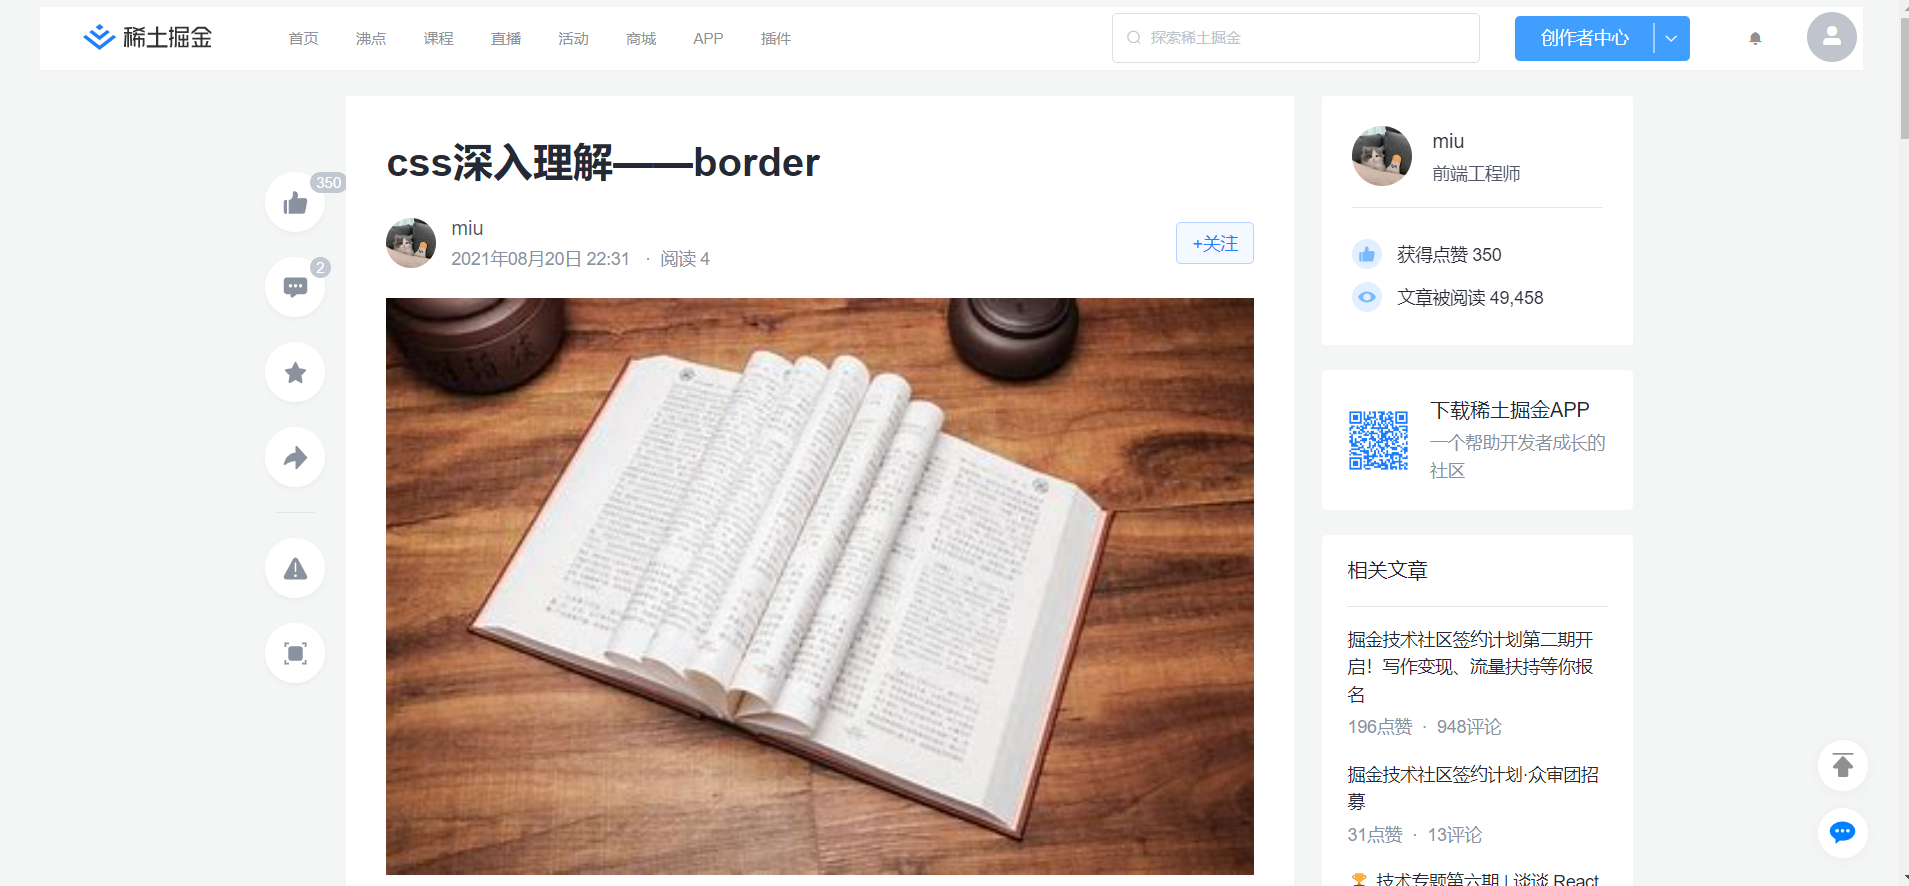 稀土掘金
首页 沸点 课程 直播 活动 商城 APP 插件
探索稀土掘金
创作者中心
350
2
css深入理解——border
miu
2021年08月20日 22:31 · 阅读 4
+关注
miu
前端工程师
获得点赞 350
文章被阅读 49,458
下载稀土掘金APP
一个帮助开发者成长的
社区
相关文章
掘金技术社区签约计划第二期开
启！写作变现、流量扶持等你报
名
196点赞 · 948评论
掘金技术社区签约计划·众审团招
募
31点赞 · 13评论
技术专题第六期 | 谈谈 React